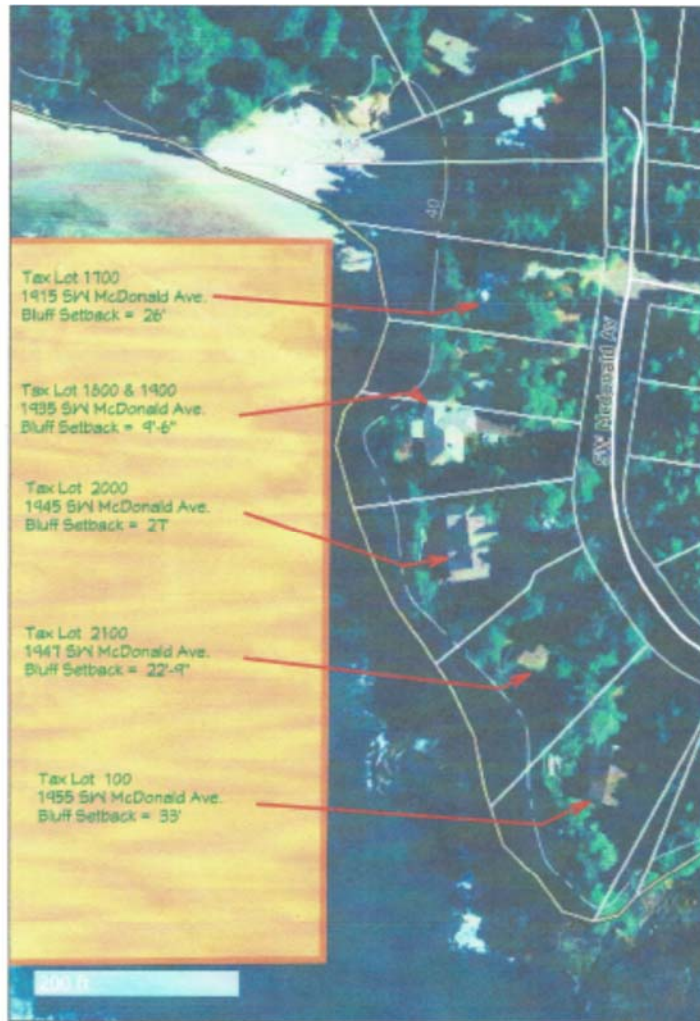 Tax Lot 1700
1915 SW McDonald Ave.
Bluff Setback = 26'
Tax Lot 1800 & 1900
1935 SW McDonald Ave.
Bluff Setback = 9'-6"
Tax Lot 2000
1945 SW McDonald Ave.
Bluff Setback = 27'
Tax Lot 2100
1947 SW McDonald Ave.
Bluff Setback = 22'-9"
Tax Lot 100
1955 SW McDonald Ave.
Bluff Setback = 33'
40
SW Mcdonald Av
200 ft